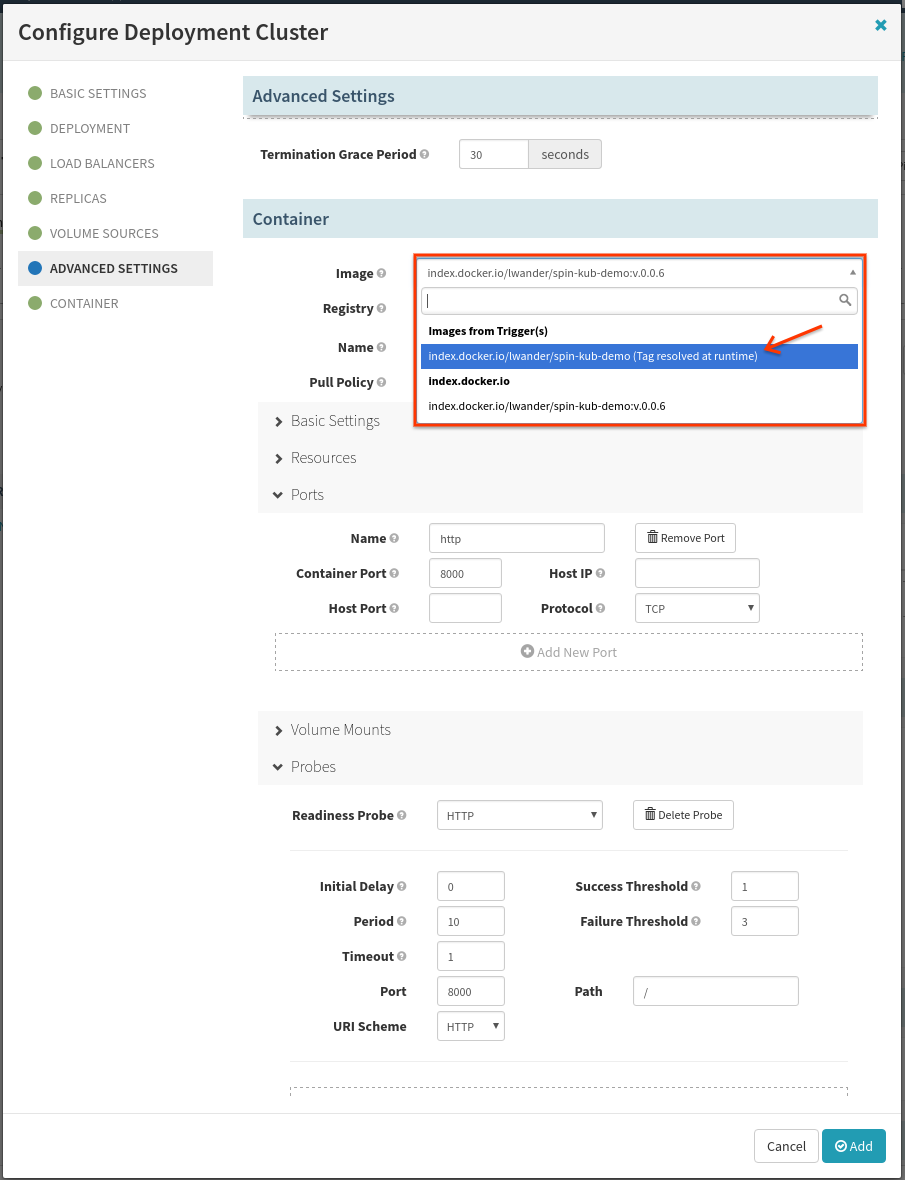 Configure Deployment Cluster
BASIC SETTINGS
DEPLOYMENT
LOAD BALANCERS
REPLICAS
VOLUME SOURCES
ADVANCED SETTINGS
CONTAINER
Advanced Settings
Termination Grace Period 30 seconds
Container
Image index.docker.io/lwander/spin-kub-demo:v.0.0.6
Registry
Images from Trigger(s)
Name
index.docker.io/lwander/spin-kub-demo (Tag resolved at runtime)
Pull Policy
index.docker.io
index.docker.io/lwander/spin-kub-demo:v.0.0.6
Basic Settings
Resources
Ports
Name http Remove Port
Container Port 8000 Host IP
Host Port Protocol TCP
Add New Port
Volume Mounts
Probes
Readiness Probe HTTP Delete Probe
Initial Delay 0 Success Threshold 1
Period 10 Failure Threshold 3
Timeout 1
Port 8000 Path /
URI Scheme HTTP
Cancel Add